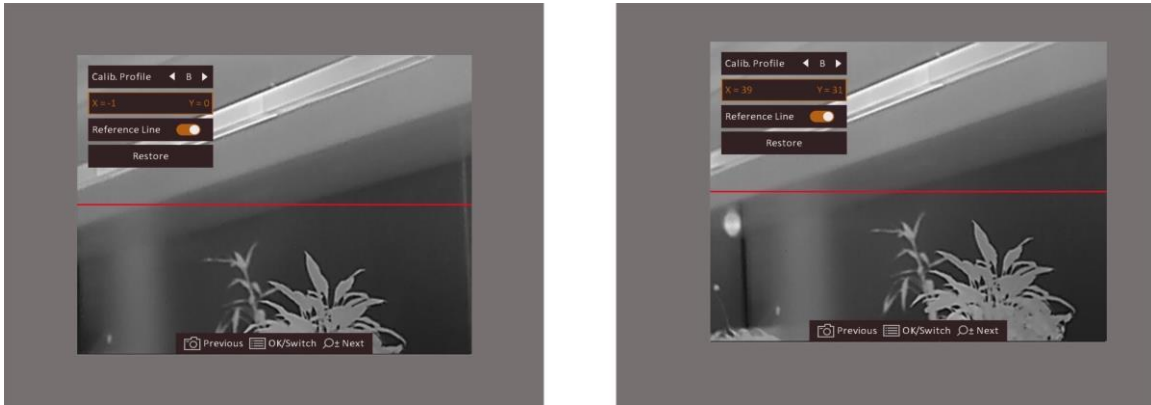 Calib. Profile B
X = -1 Y = 0
Reference Line
Restore
Previous OK/Switch ± Next
Calib. Profile B
X = 39 Y = 31
Reference Line
Restore
Previous OK/Switch ± Next